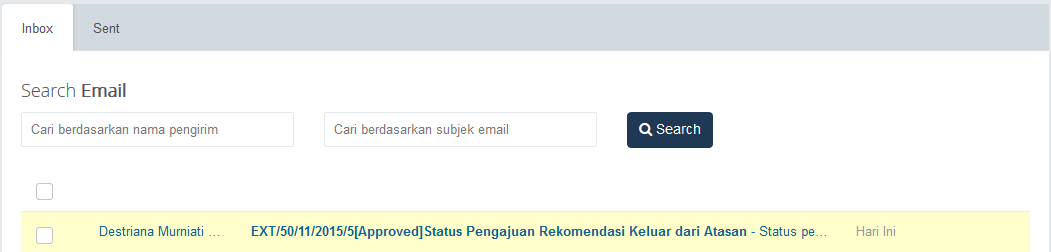 Inbox Sent
Search Email
Cari berdasarkan nama pengirim Cari berdasarkan subjek email Search
Destriana Murniati ... EXT/50/11/2015/5[Approved]Status Pengajuan Rekomendasi Keluar dari Atasan - Status pe... Hari Ini